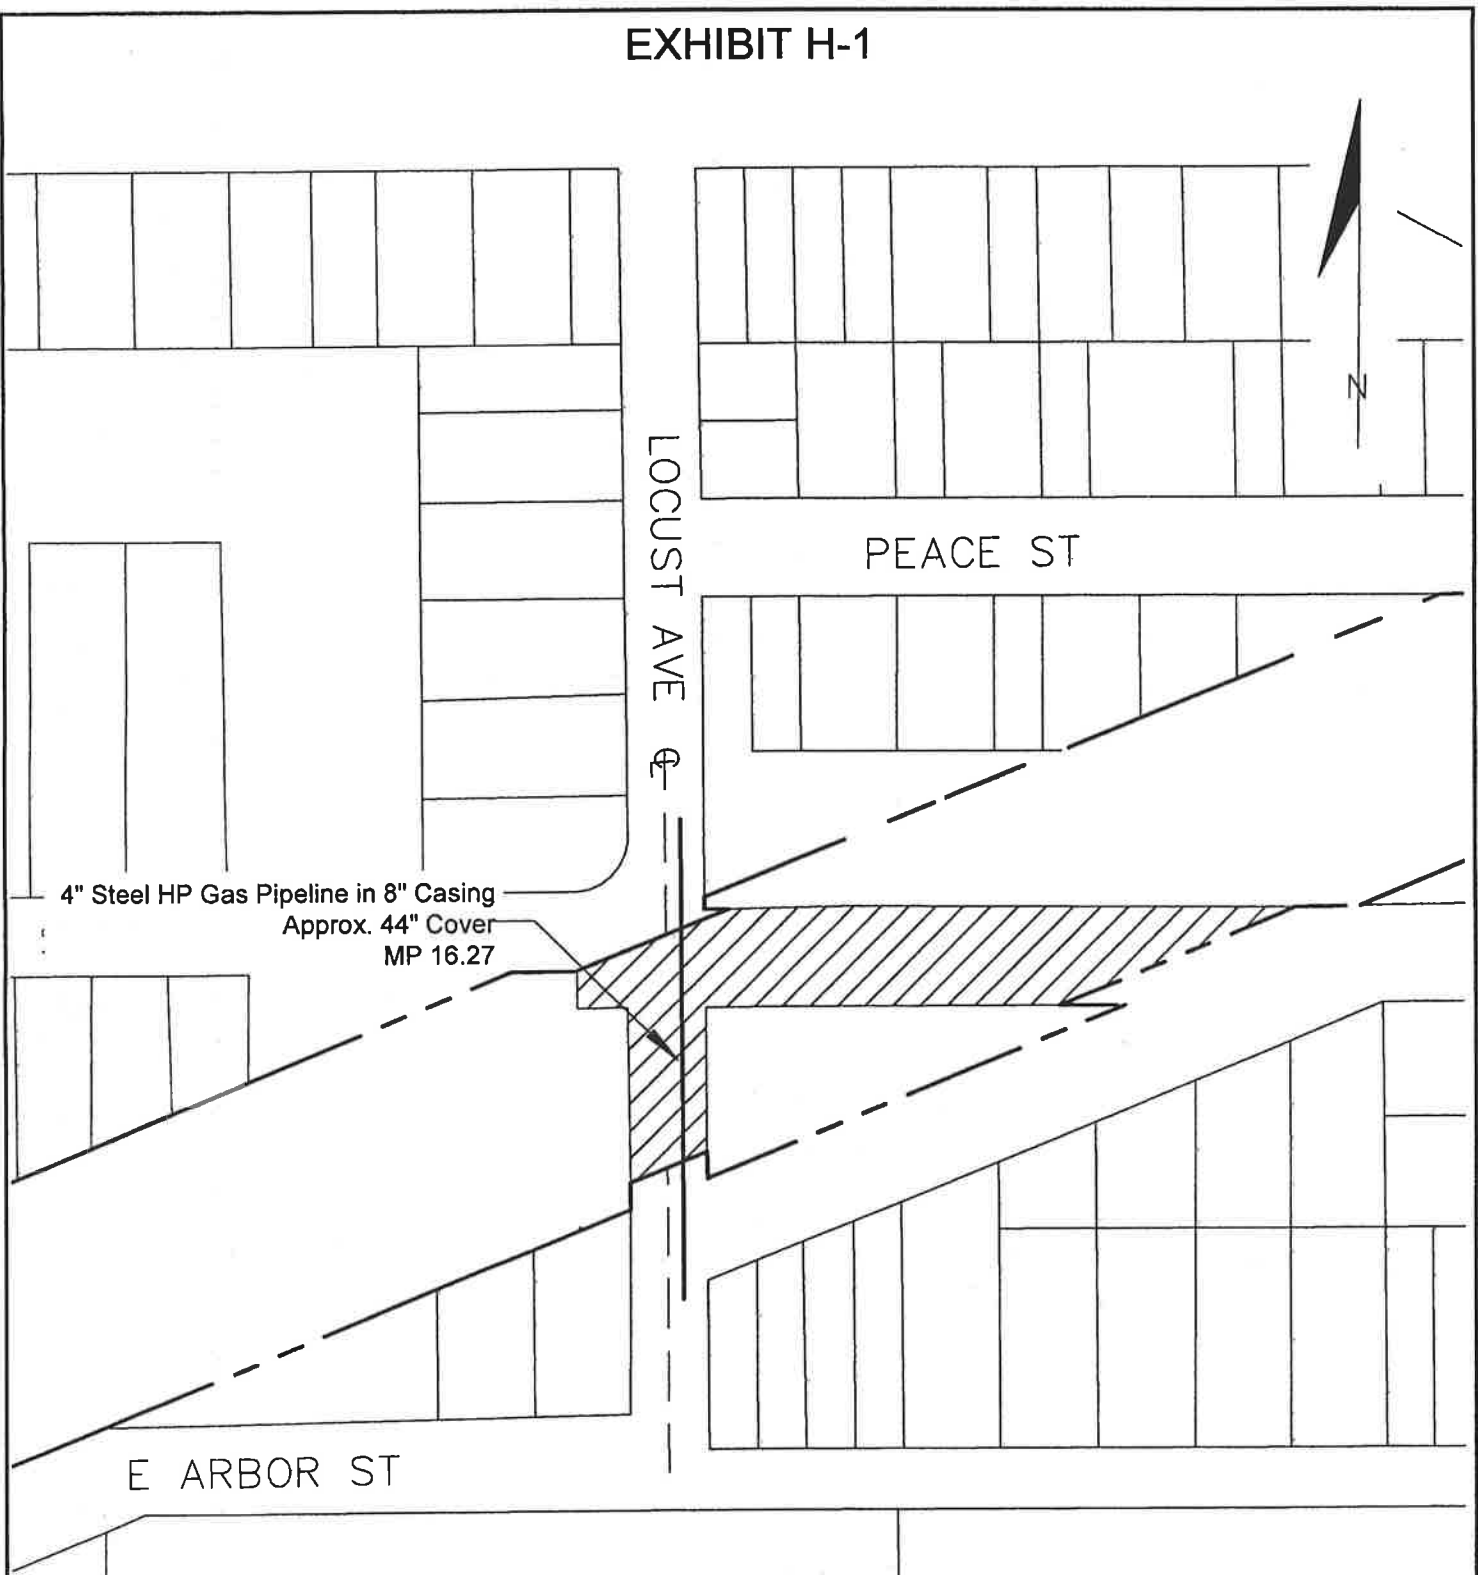 EXHIBIT H-1
N
LOCUST AVE ℄
PEACE ST
4" Steel HP Gas Pipeline in 8" Casing
Approx. 44" Cover
MP 16.27
E ARBOR ST